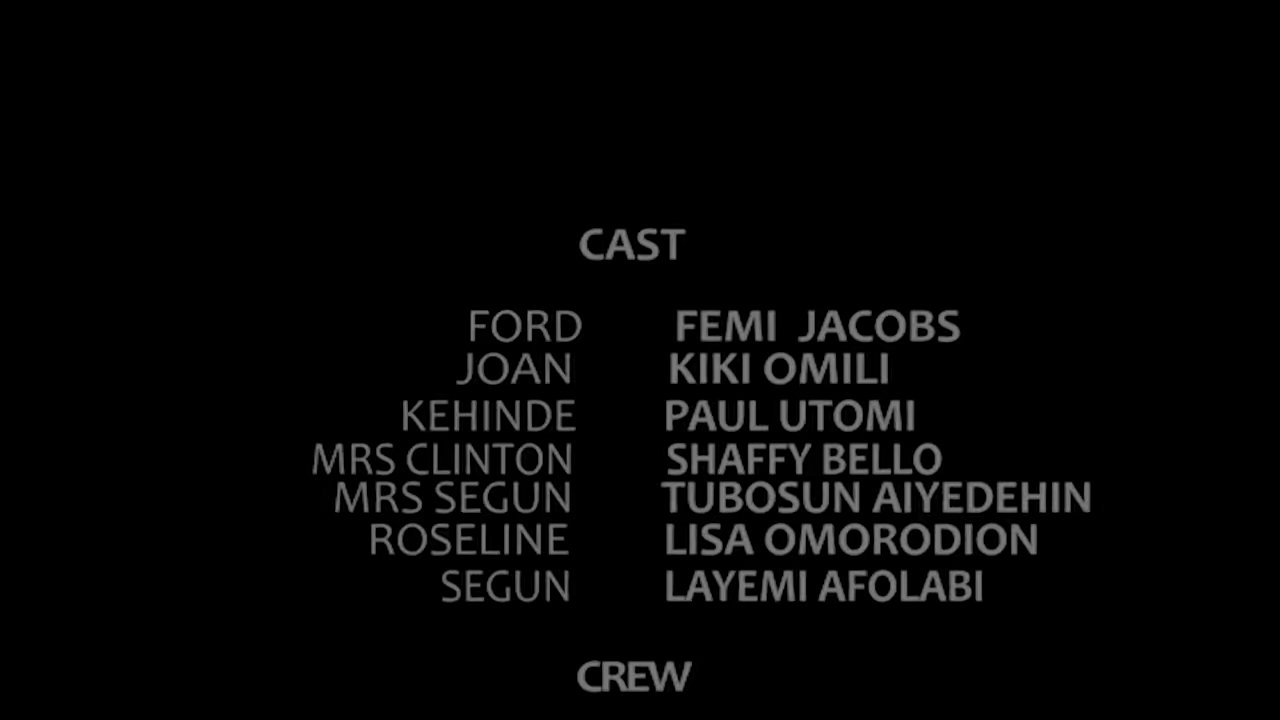 CAST
FORD FEMI JACOBS
JOAN KIKI OMILI
KEHINDE PAUL UTOMI
MRS CLINTON SHAFFY BELLO
MRS SEGUN TUBOSUN AIYEDEHIN
ROSELINE LISA OMORODION
SEGUN LAYEMI AFOLABI
CREW